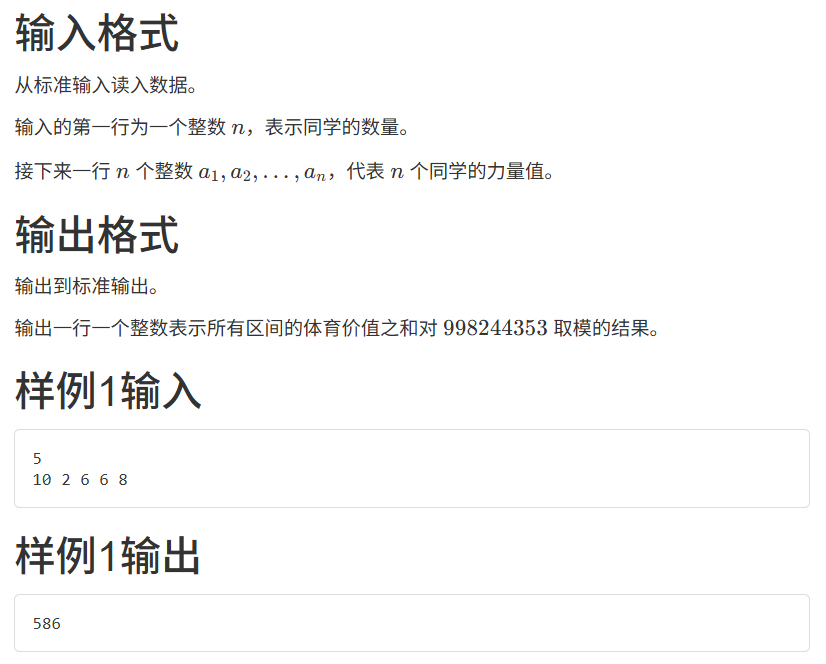 输入格式
从标准输入读入数据。
输入的第一行为一个整数 n，表示同学的数量。
接下来一行 n 个整数 a₁, a₂, . . . , aₙ，代表 n 个同学的力量值。
输出格式
输出到标准输出。
输出一行一个整数表示所有区间的体育价值之和对 998244353 取模的结果。
样例1输入
5
10 2 6 6 8
样例1输出
586